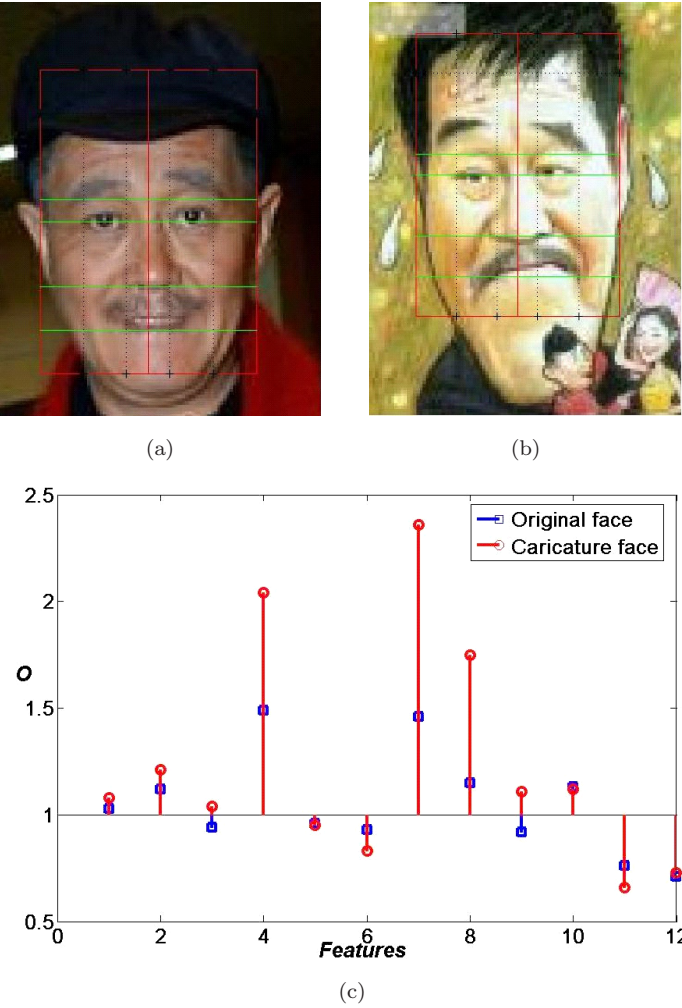 (a) (b)
2.5
Original face
Caricature face
2
O
1.5
1
0.5
0 2 4 6 8 10 12
Features
(c)